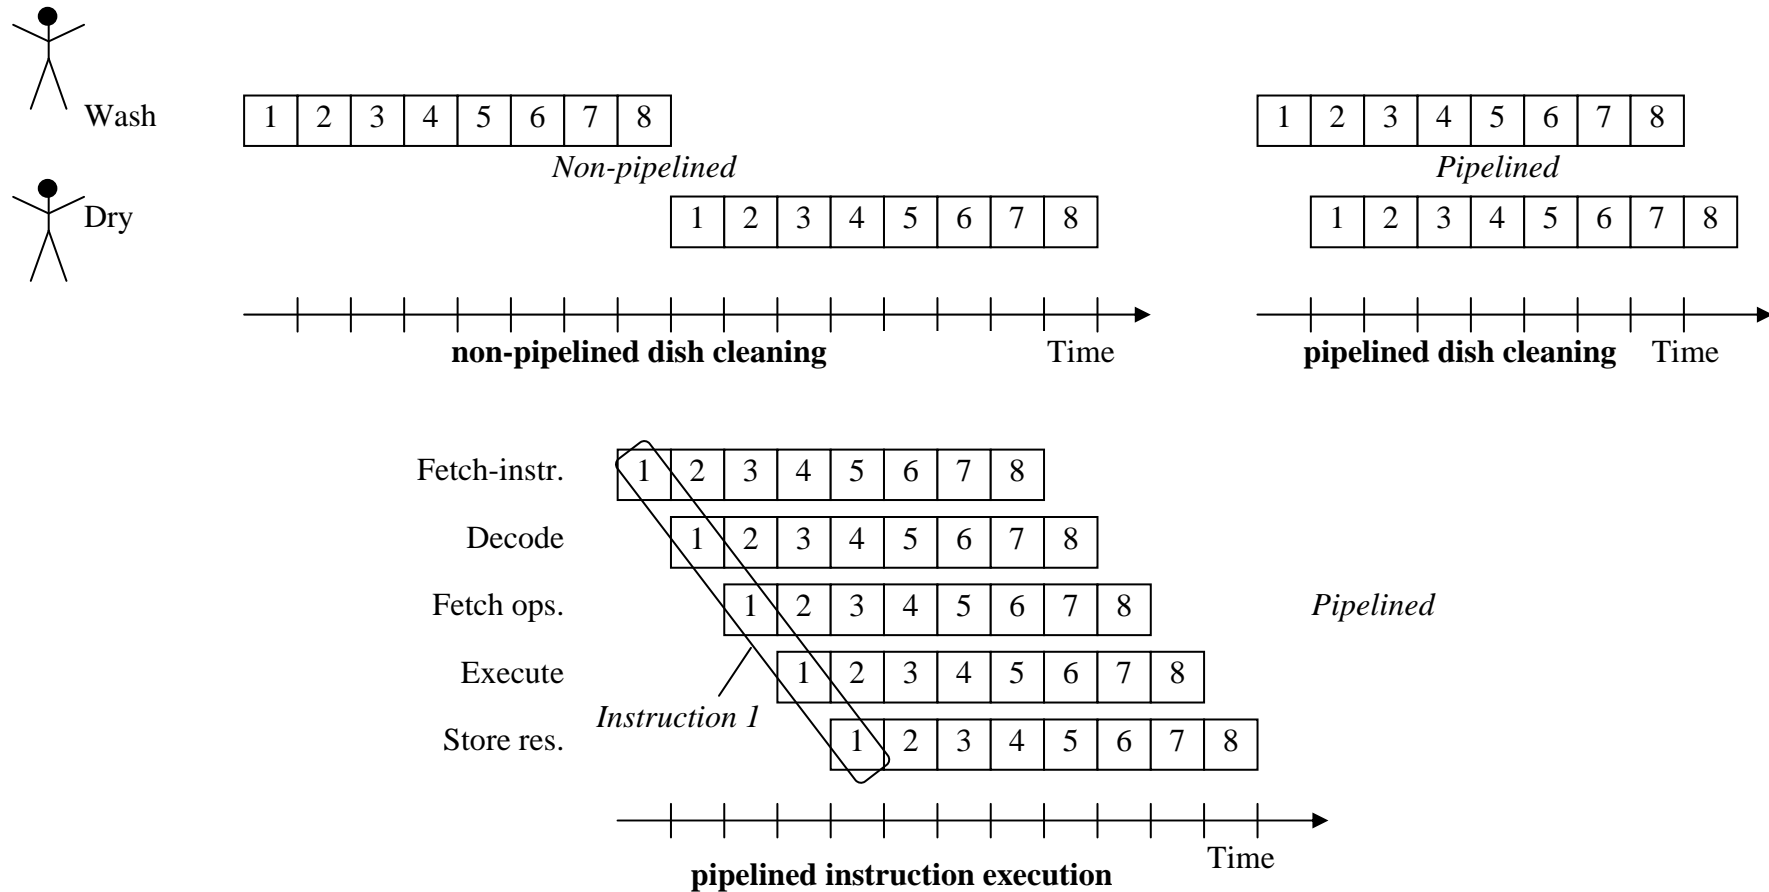 Wash 1 2 3 4 5 6 7 8 1 2 3 4 5 6 7 8
Non-pipelined Pipelined
Dry 1 2 3 4 5 6 7 8 1 2 3 4 5 6 7 8
non-pipelined dish cleaning Time pipelined dish cleaning Time
Fetch-instr. 1 2 3 4 5 6 7 8
Decode 1 2 3 4 5 6 7 8
Fetch ops. 1 2 3 4 5 6 7 8 Pipelined
Execute 1 2 3 4 5 6 7 8
Instruction 1
Store res. 1 2 3 4 5 6 7 8
Time
pipelined instruction execution